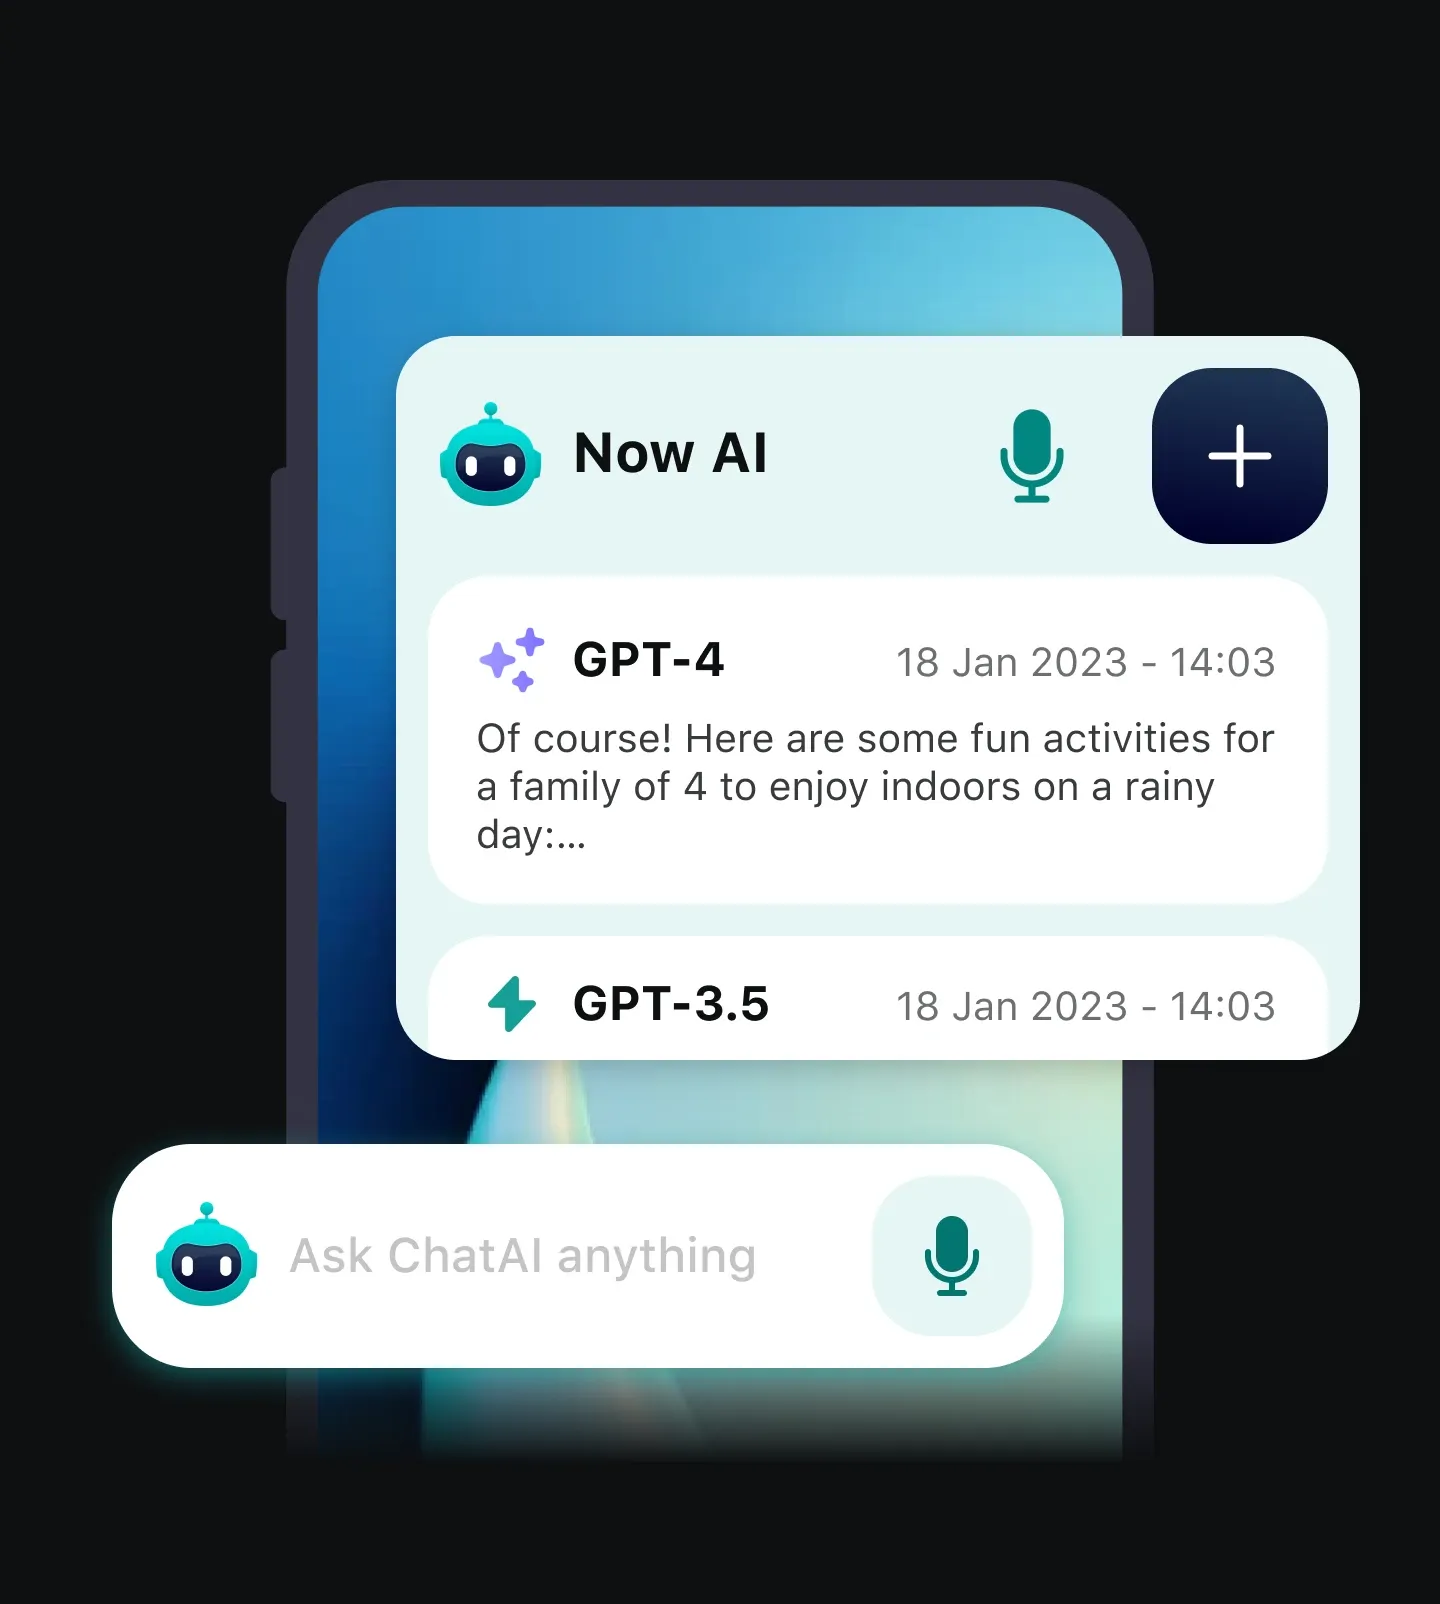 Now AI
GPT-4
18 Jan 2023 - 14:03
Of course! Here are some fun activities for
a family of 4 to enjoy indoors on a rainy
day:...
GPT-3.5
18 Jan 2023 - 14:03
Ask ChatAI anything